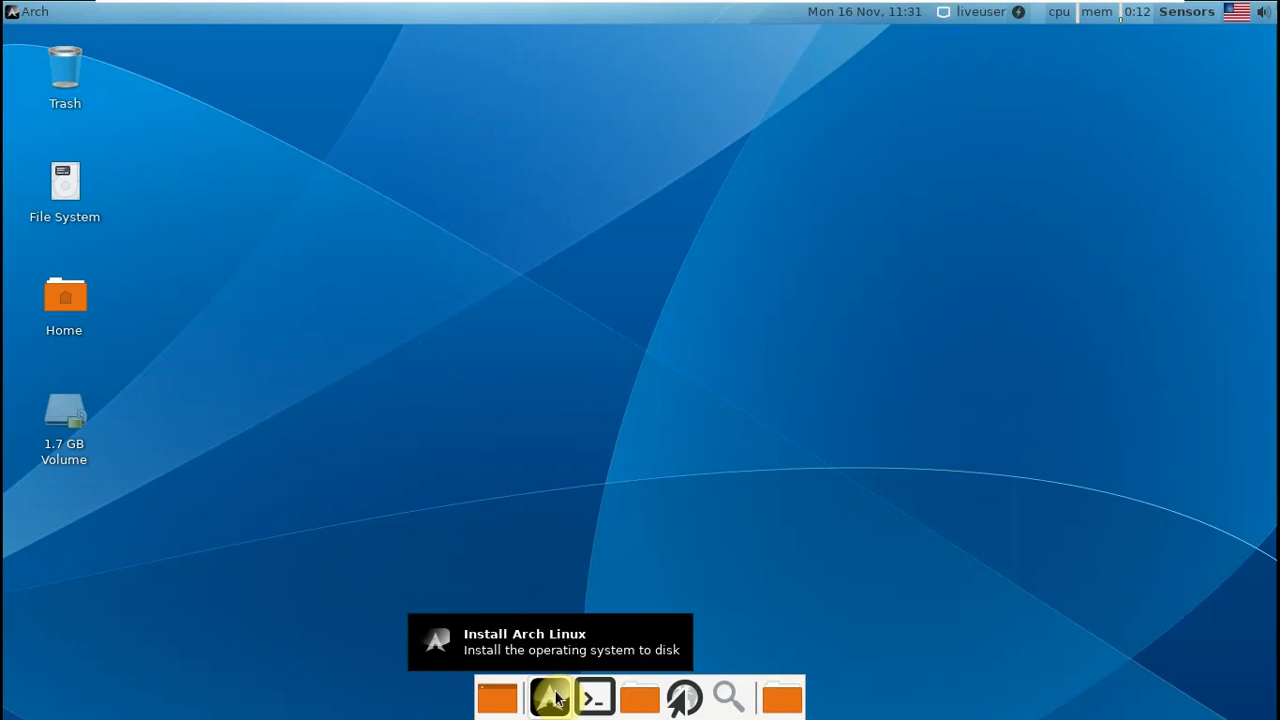 Arch
Mon 16 Nov, 11:31
liveuser
cpu
mem
0:12
Sensors
Trash
File System
Home
1.7 GB
Volume
Install Arch Linux
Install the operating system to disk